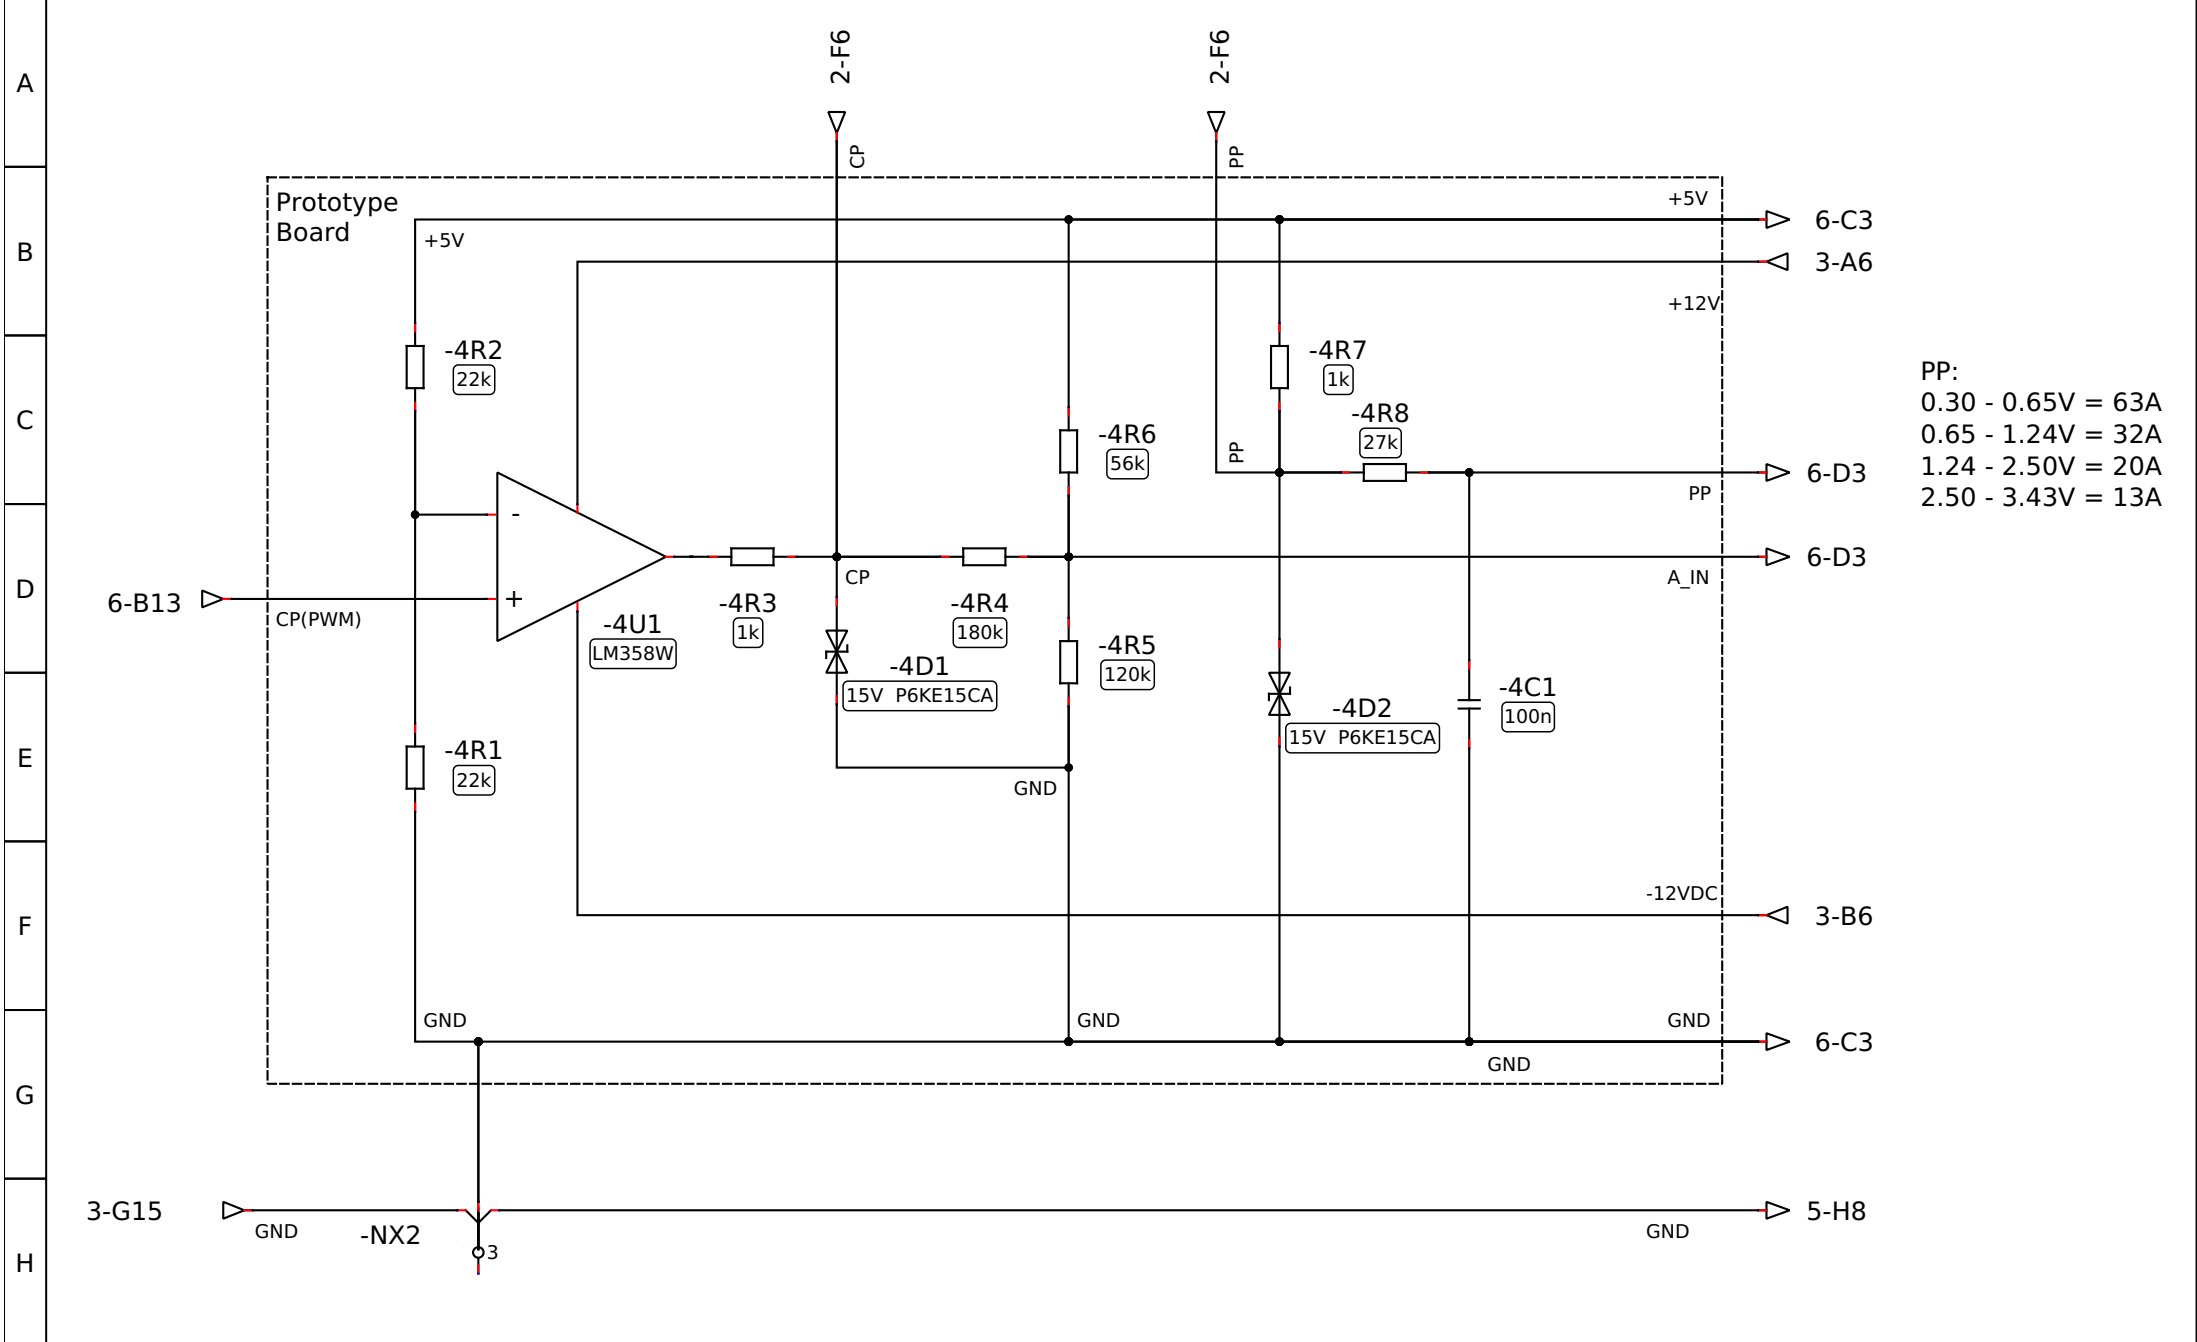 2-F6
2-F6
A
CP
PP
Prototype
Board
+5V
6-C3
+5V
B
3-A6
+12V
-4R2
22k
-4R7
1k
PP:
0.30 - 0.65V = 63A
0.65 - 1.24V = 32A
1.24 - 2.50V = 20A
2.50 - 3.43V = 13A
C
-4R8
27k
-4R6
56k
PP
6-D3
PP
-
6-D3
CP
A_IN
D
6-B13
CP(PWM)
+
-4U1
LM358W
-4R3
1k
-4R4
180k
-4R5
120k
-4D1
15V P6KE15CA
-4D2
15V P6KE15CA
-4C1
100n
E
-4R1
22k
GND
-12VDC
F
3-B6
GND
GND
GND
6-C3
GND
G
3-G15
GND
-NX2
3
GND
5-H8
H